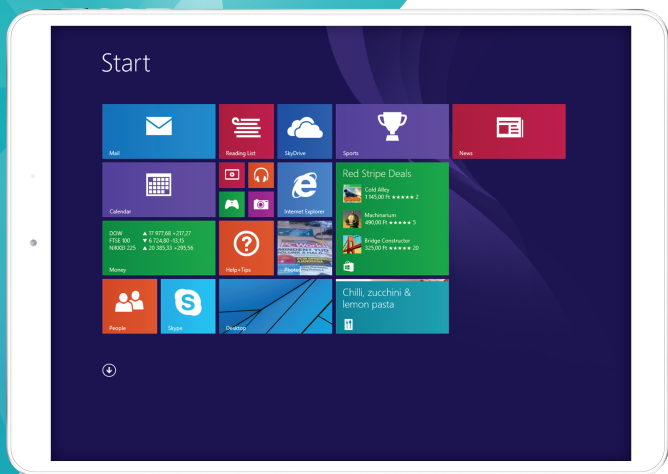 Start
Mail
Reading List
SkyDrive
Sports
News
Calendar
Internet Explorer
Red Stripe Deals
Cold Alley
1 145,00 Ft ★★★★★ 2
Machinarium
490,00 Ft ★★★★★ 5
Bridge Constructor
325,00 Ft ★★★★★ 20
DOW ▲ 17 977,68 +217,27
FTSE 100 ▼ 6 724,80 -13,15
NIKKEI 225 ▲ 20 385,33 +295,56
Money
Help+Tips
Photos
People
Skype
Desktop
Chilli, zucchini &
lemon pasta